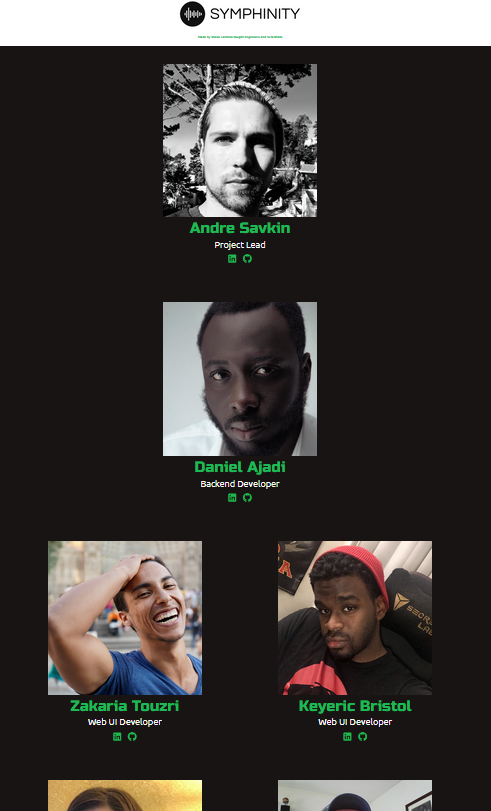 SYMPHINITY
Andre Savkin
Project Lead
Daniel Ajadi
Backend Developer
Zakaria Touzri
Web UI Developer
Keyeric Bristol
Web UI Developer